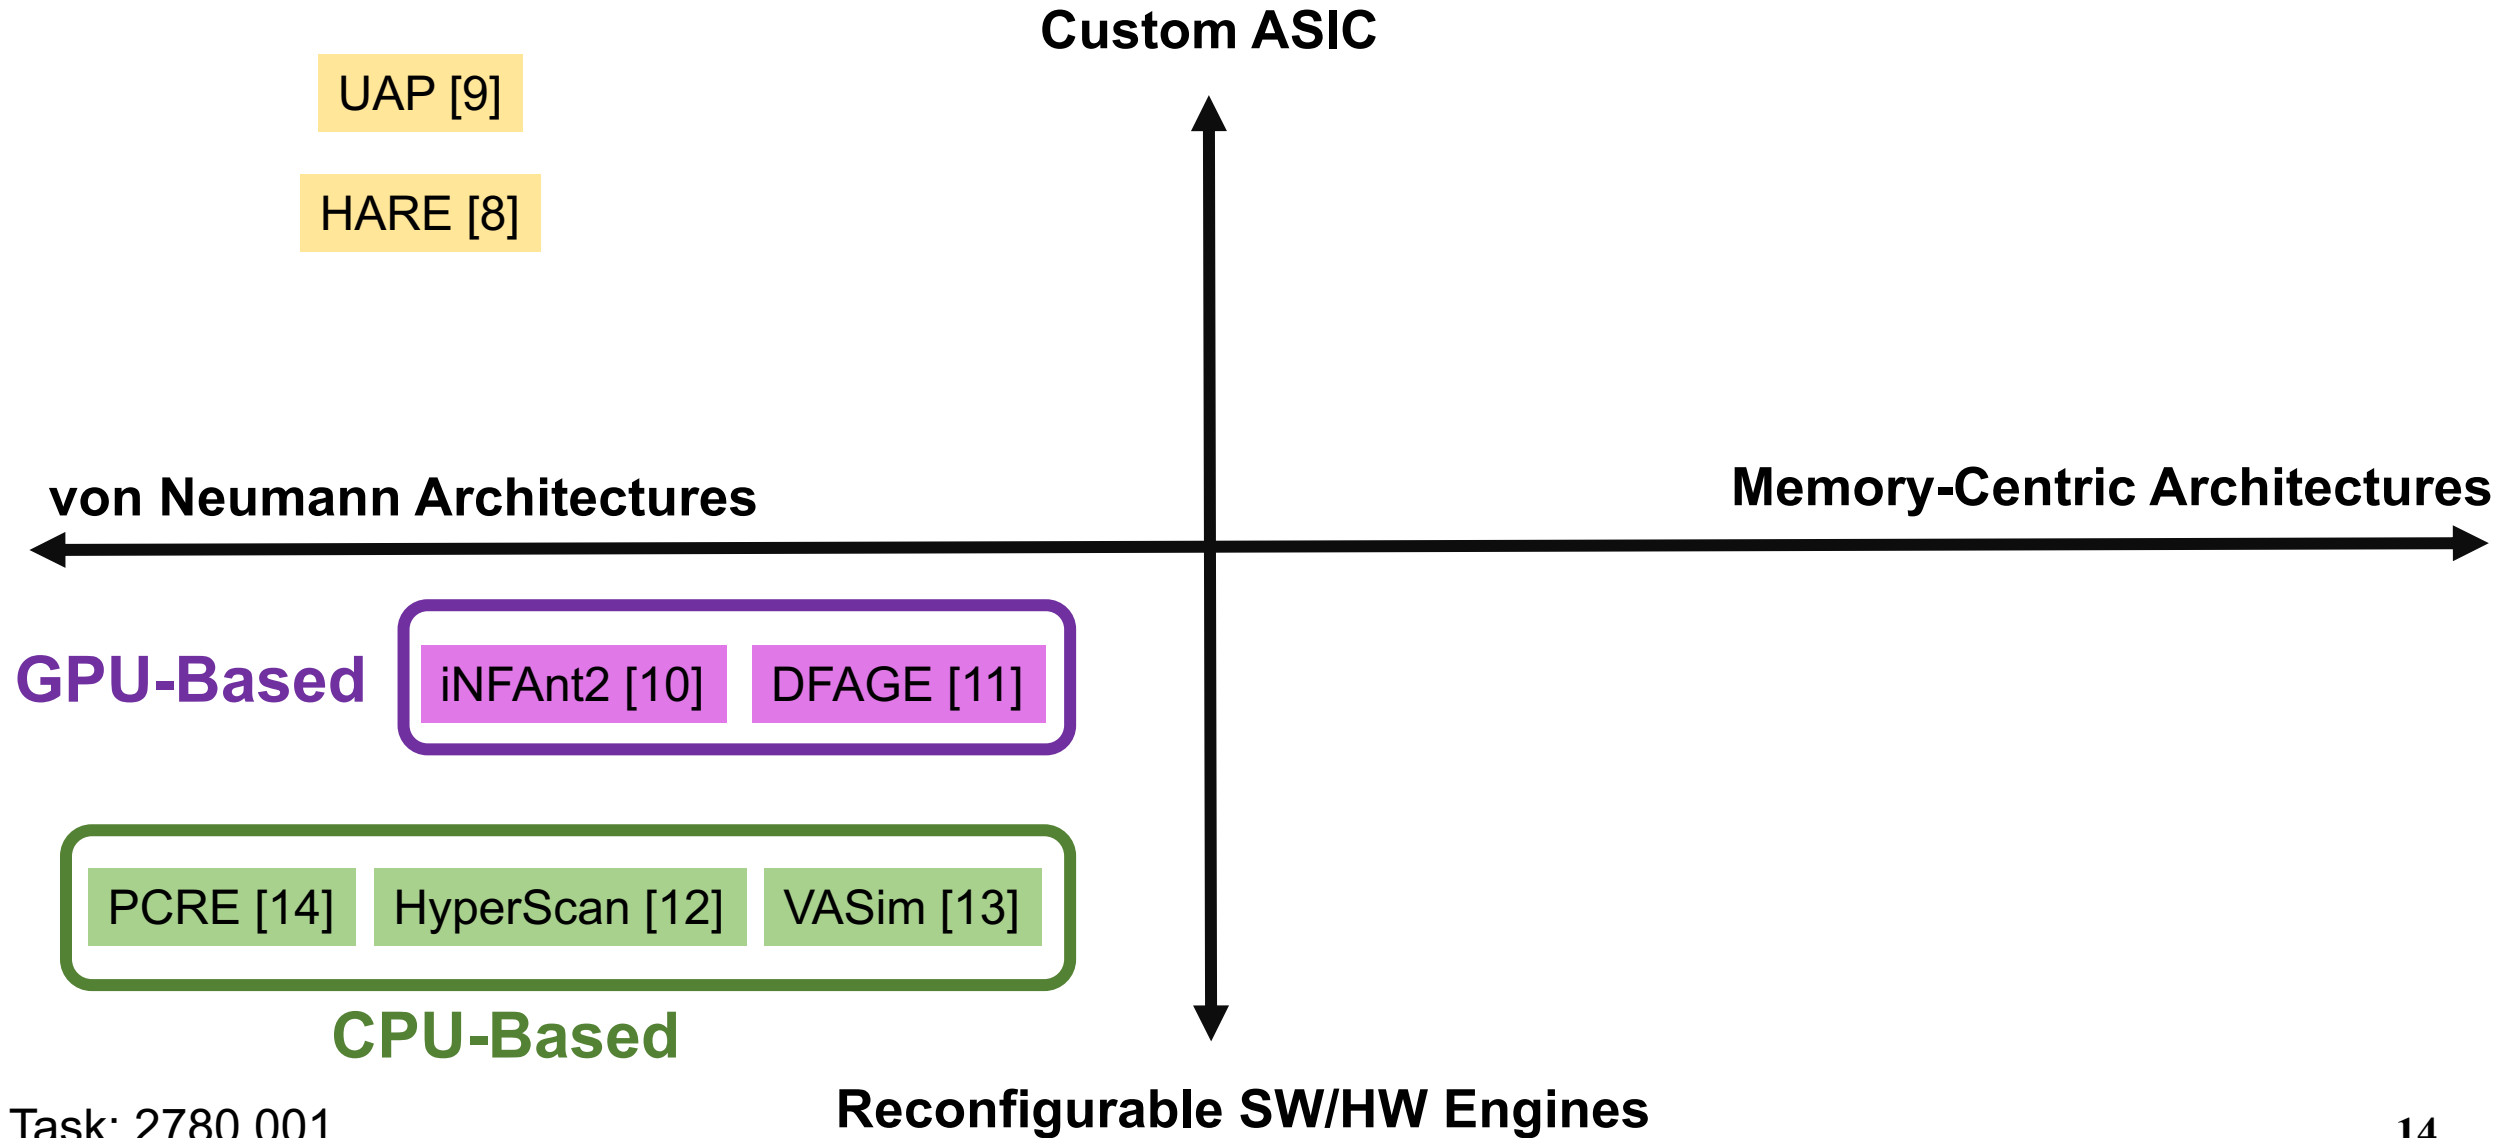 Custom ASIC
UAP [9]
HARE [8]
von Neumann Architectures
Memory-Centric Architectures
GPU-Based
iNFAnt2 [10]
DFAGE [11]
PCRE [14]
HyperScan [12]
VASim [13]
CPU-Based
Reconfigurable SW/HW Engines
Task: 2780.001
14